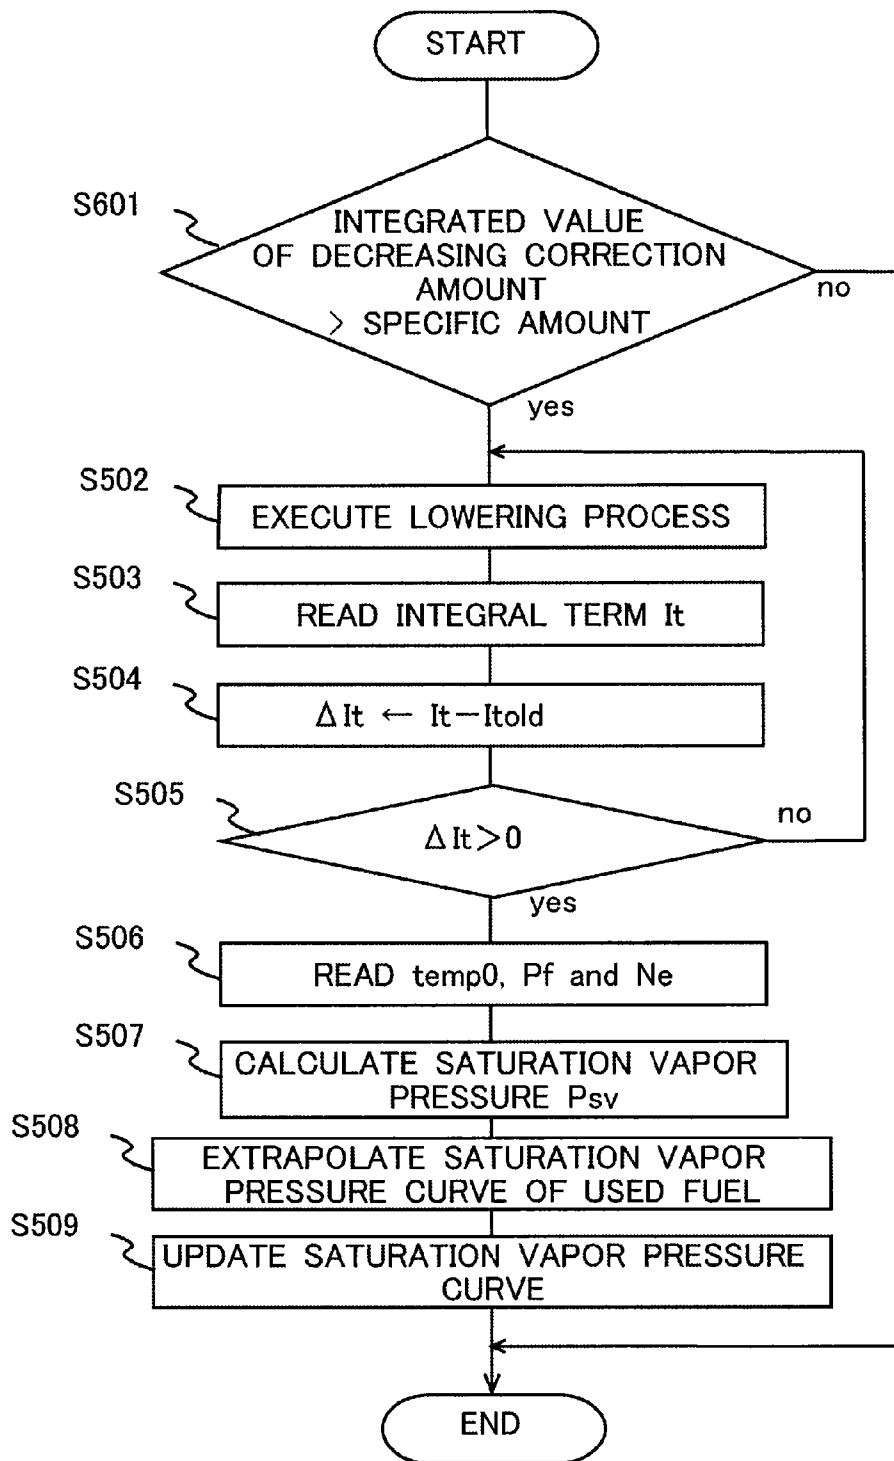 START
S601
INTEGRATED VALUE
OF DECREASING CORRECTION
AMOUNT
> SPECIFIC AMOUNT
no
yes
S502
EXECUTE LOWERING PROCESS
S503
READ INTEGRAL TERM It
S504
ΔIt ← It−Itold
S505
ΔIt>0
no
yes
S506
READ temp0, Pf and Ne
S507
CALCULATE SATURATION VAPOR
PRESSURE Psv
S508
EXTRAPOLATE SATURATION VAPOR
PRESSURE CURVE OF USED FUEL
S509
UPDATE SATURATION VAPOR PRESSURE
CURVE
END